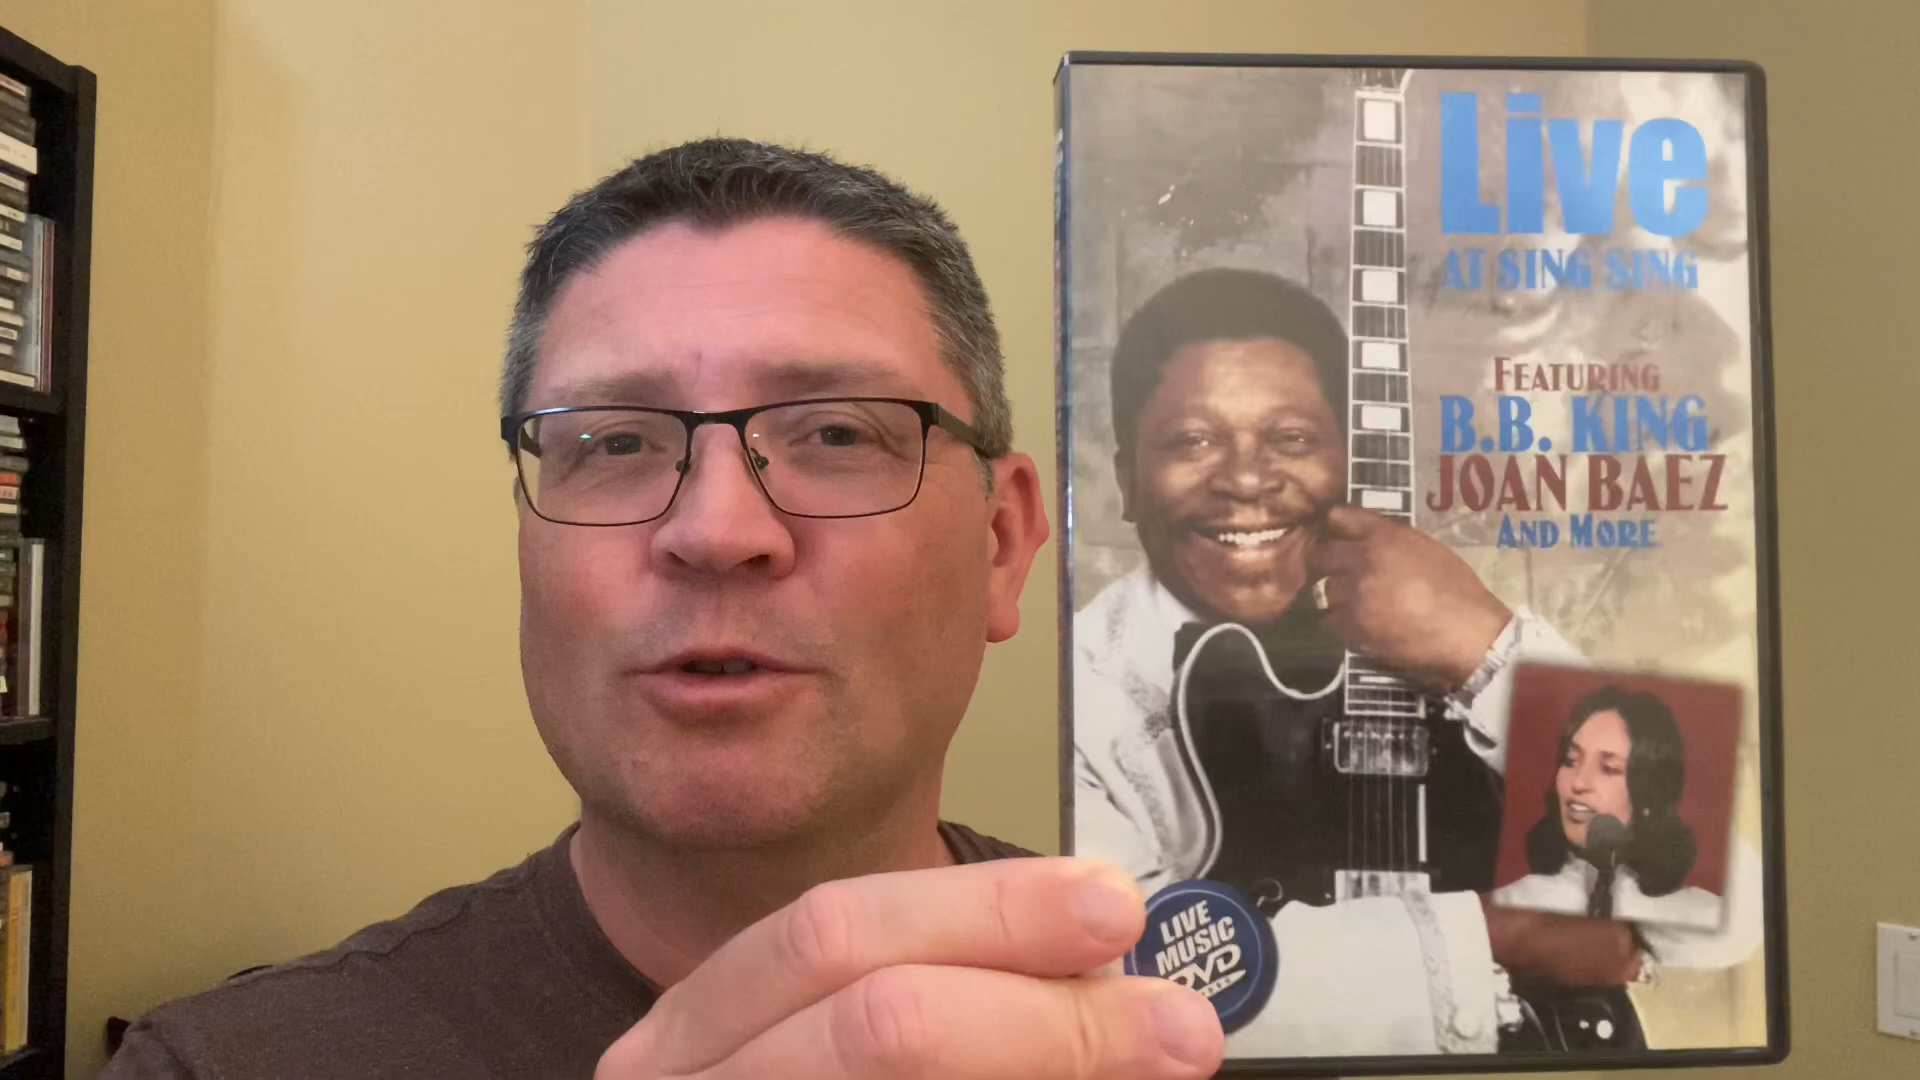 Live
AT SING SING
FEATURING
B.B. KING
JOAN BAEZ
AND MORE
LIVE
MUSIC
DVD